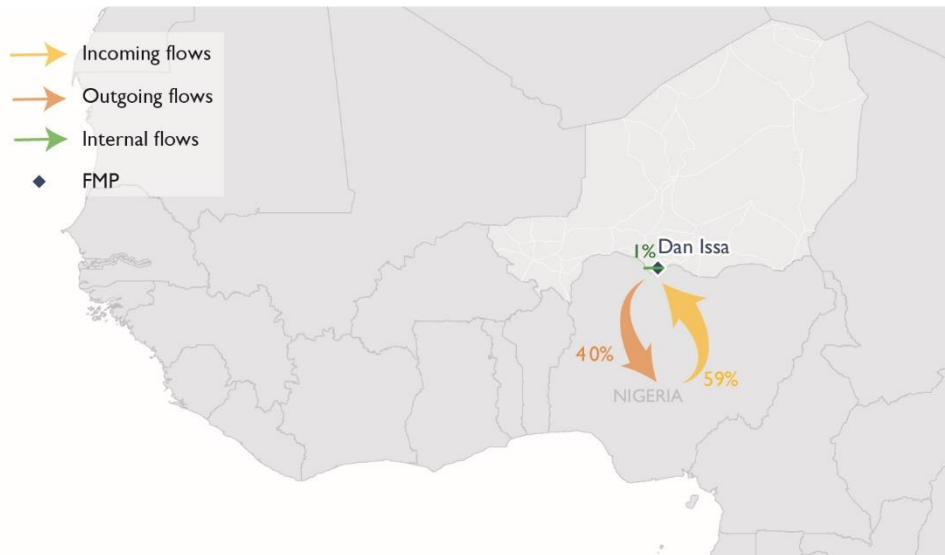 Incoming flows
Outgoing flows
Internal flows
FMP
1%
Dan Issa
40%
59%
NIGERIA